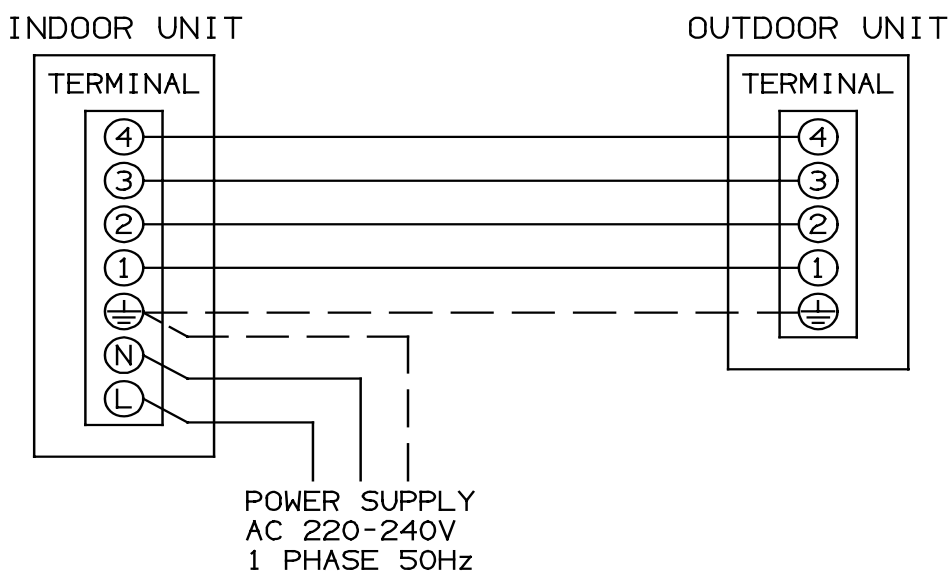 INDOOR UNIT
OUTDOOR UNIT
TERMINAL
TERMINAL
4
4
3
3
2
2
1
1
N
L
POWER SUPPLY
AC 220-240V
1 PHASE 50Hz